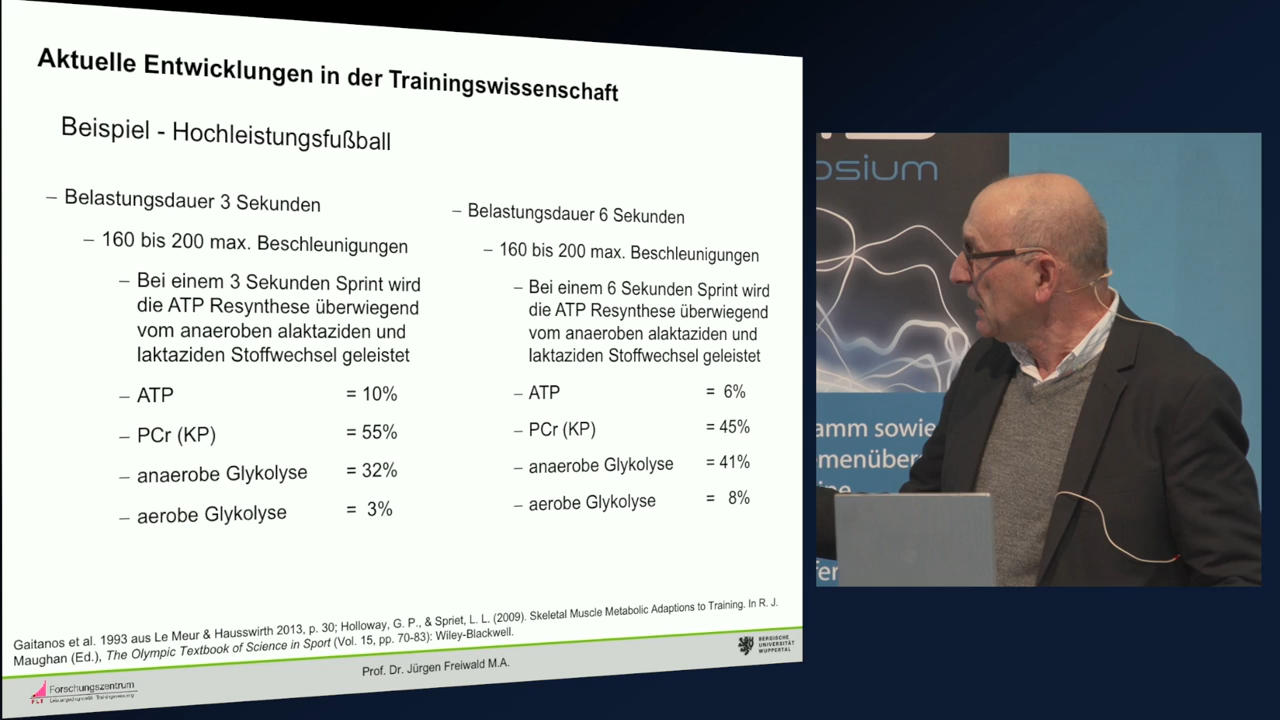 Aktuelle Entwicklungen in der Trainingswissenschaft
Beispiel - Hochleistungsfußball
– Belastungsdauer 3 Sekunden
– 160 bis 200 max. Beschleunigungen
– Bei einem 3 Sekunden Sprint wird
die ATP Resynthese überwiegend
vom anaeroben alaktaziden und
laktaziden Stoffwechsel geleistet
– ATP = 10%
– PCr (KP) = 55%
– anaerobe Glykolyse = 32%
– aerobe Glykolyse = 3%
– Belastungsdauer 6 Sekunden
– 160 bis 200 max. Beschleunigungen
– Bei einem 6 Sekunden Sprint wird
die ATP Resynthese überwiegend
vom anaeroben alaktaziden und
laktaziden Stoffwechsel geleistet
– ATP = 6%
– PCr (KP) = 45%
– anaerobe Glykolyse = 41%
– aerobe Glykolyse = 8%
Gaitanos et al. 1993 aus Le Meur & Hausswirth 2013, p. 30; Holloway, G. P., & Spriet, L. L. (2009). Skeletal Muscle Metabolic Adaptions to Training. In R. J.
Maughan (Ed.), The Olympic Textbook of Science in Sport (Vol. 15, pp. 70-83): Wiley-Blackwell.
Prof. Dr. Jürgen Freiwald M.A.
BERGISCHE
UNIVERSITÄT
WUPPERTAL
Forschungszentrum
FLT
osium
amm sowie
menüber
ine
fer